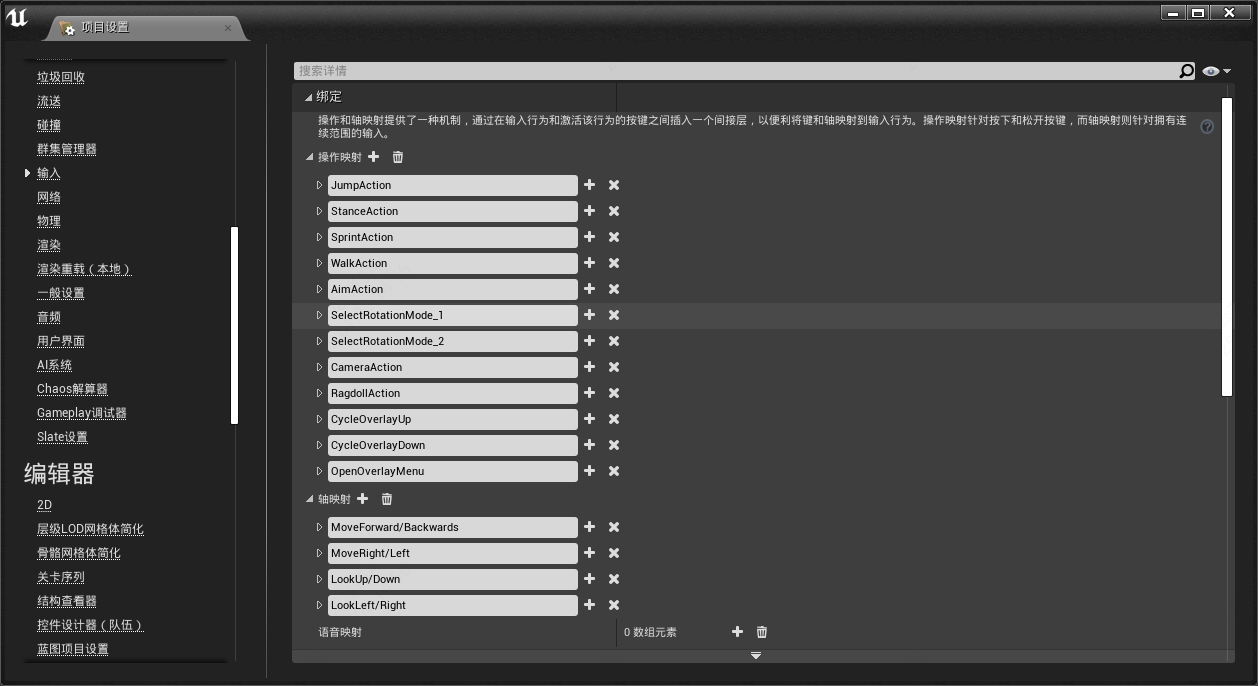 项目设置
垃圾回收
流送
碰撞
群集管理器
输入
网络
物理
渲染
渲染重载（本地）
一般设置
音频
用户界面
AI系统
Chaos解算器
Gameplay调试器
Slate设置
编辑器
2D
层级LOD网格体简化
骨骼网格体简化
关卡序列
结构查看器
控件设计器（队伍）
蓝图项目设置
搜索详情
绑定
操作和轴映射提供了一种机制，通过在输入行为和激活该行为的按键之间插入一个间接层，以便利将键和轴映射到输入行为。操作映射针对按下和松开按键，而轴映射则针对拥有连
续范围的输入。
操作映射
JumpAction
StanceAction
SprintAction
WalkAction
AimAction
SelectRotationMode_1
SelectRotationMode_2
CameraAction
RagdollAction
CycleOverlayUp
CycleOverlayDown
OpenOverlayMenu
轴映射
MoveForward/Backwards
MoveRight/Left
LookUp/Down
LookLeft/Right
语音映射 0 数组元素